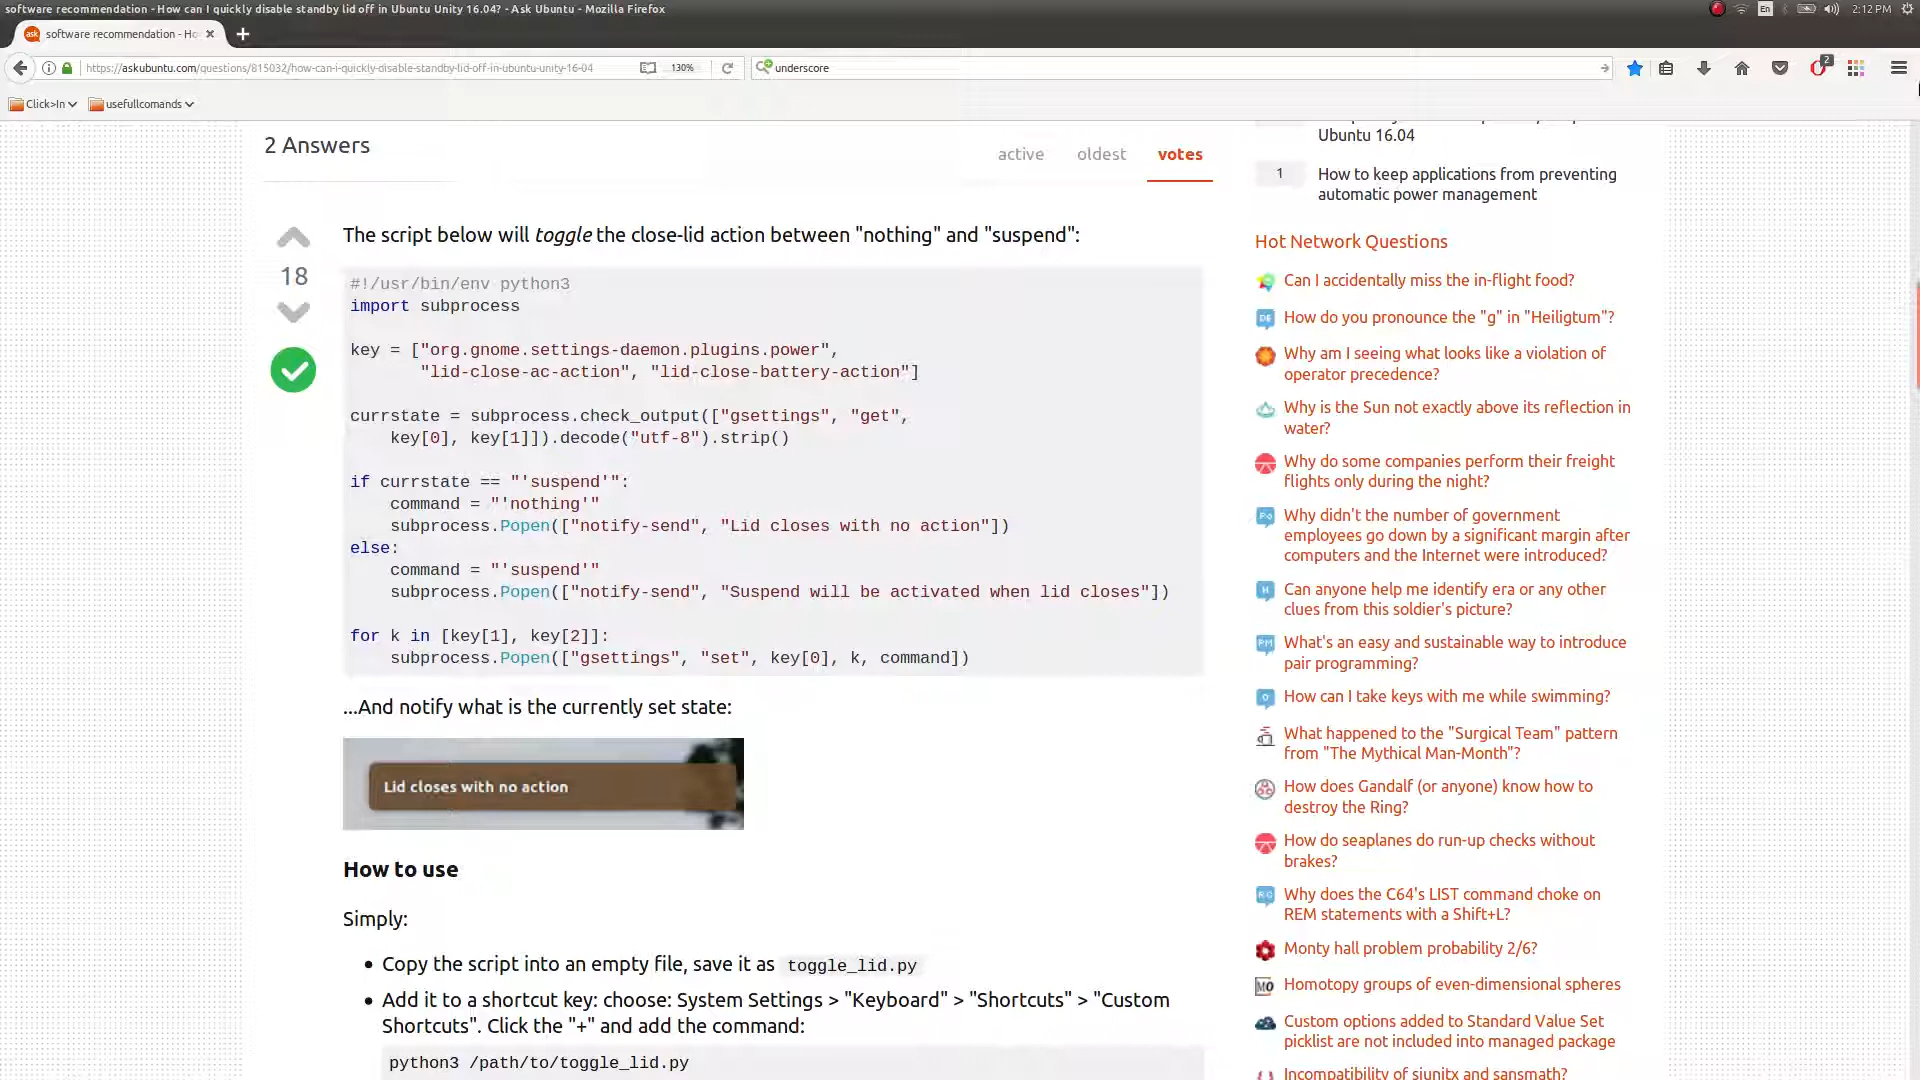 software recommendation - How can I quickly disable standby lid off in Ubuntu Unity 16.04? - Ask Ubuntu - Mozilla Firefox
En
2:12 PM
ask
software recommendation - Ho
https://askubuntu.com/questions/815032/how-can-i-quickly-disable-standby-lid-off-in-ubuntu-unity-16-04
130%
underscore
2
Click>In
usefullcomands
2 Answers
active
oldest
votes
18
The script below will toggle the close-lid action between "nothing" and "suspend":
#!/usr/bin/env python3
import subprocess
key = ["org.gnome.settings-daemon.plugins.power",
"lid-close-ac-action", "lid-close-battery-action"]
currstate = subprocess.check_output(["gsettings", "get",
key[0], key[1]]).decode("utf-8").strip()
if currstate == "'suspend'":
command = "'nothing'"
subprocess.Popen(["notify-send", "Lid closes with no action"])
else:
command = "'suspend'"
subprocess.Popen(["notify-send", "Suspend will be activated when lid closes"])
for k in [key[1], key[2]]:
subprocess.Popen(["gsettings", "set", key[0], k, command])
...And notify what is the currently set state:
Lid closes with no action
How to use
Simply:
• Copy the script into an empty file, save it as toggle_lid.py
• Add it to a shortcut key: choose: System Settings > "Keyboard" > "Shortcuts" > "Custom
Shortcuts". Click the "+" and add the command:
python3 /path/to/toggle_lid.py
Ubuntu 16.04
1
How to keep applications from preventing
automatic power management
Hot Network Questions
Can I accidentally miss the in-flight food?
DE
How do you pronounce the "g" in "Heiligtum"?
Why am I seeing what looks like a violation of
operator precedence?
Why is the Sun not exactly above its reflection in
water?
Why do some companies perform their freight
flights only during the night?
Po
Why didn't the number of government
employees go down by a significant margin after
computers and the Internet were introduced?
H
Can anyone help me identify era or any other
clues from this soldier's picture?
PM
What's an easy and sustainable way to introduce
pair programming?
How can I take keys with me while swimming?
What happened to the "Surgical Team" pattern
from "The Mythical Man-Month"?
How does Gandalf (or anyone) know how to
destroy the Ring?
How do seaplanes do run-up checks without
brakes?
Why does the C64's LIST command choke on
REM statements with a Shift+L?
Monty hall problem probability 2/6?
MO
Homotopy groups of even-dimensional spheres
Custom options added to Standard Value Set
picklist are not included into managed package
Incompatibility of siunitx and sansmath?